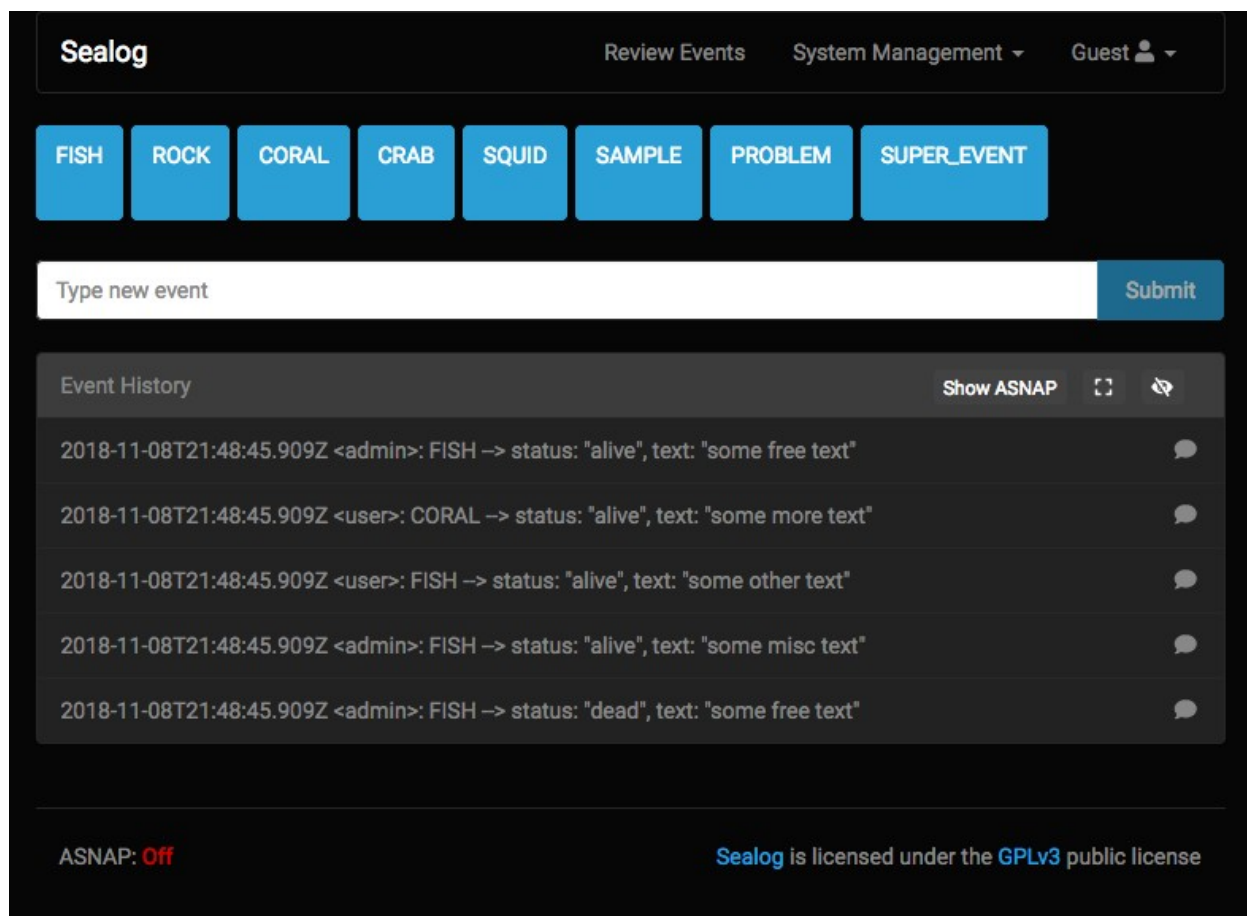 Sealog Review Events System Management Guest
FISH ROCK CORAL CRAB SQUID SAMPLE PROBLEM SUPER_EVENT
Type new event Submit
Event History Show ASNAP
2018-11-08T21:48:45.909Z <admin>: FISH --> status: "alive", text: "some free text"
2018-11-08T21:48:45.909Z <user>: CORAL --> status: "alive", text: "some more text"
2018-11-08T21:48:45.909Z <user>: FISH --> status: "alive", text: "some other text"
2018-11-08T21:48:45.909Z <admin>: FISH --> status: "alive", text: "some misc text"
2018-11-08T21:48:45.909Z <admin>: FISH --> status: "dead", text: "some free text"
ASNAP: Off Sealog is licensed under the GPLv3 public license